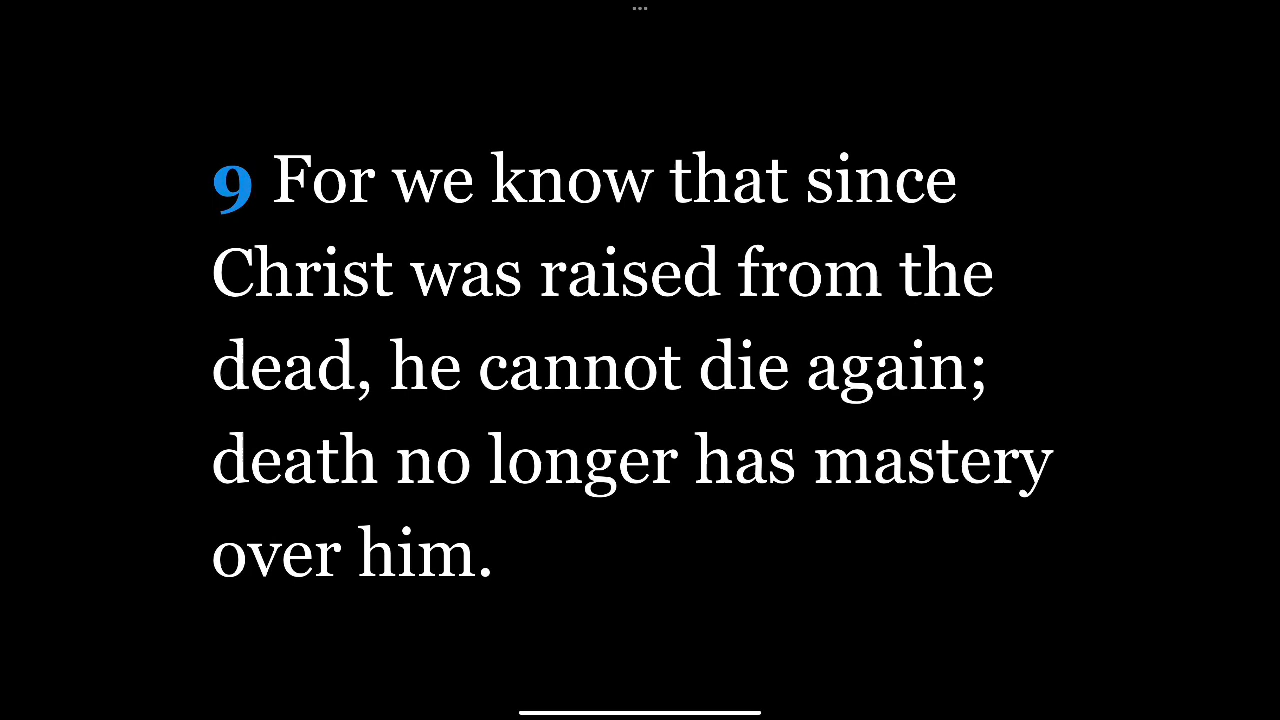 9 For we know that since
Christ was raised from the
dead, he cannot die again;
death no longer has mastery
over him.